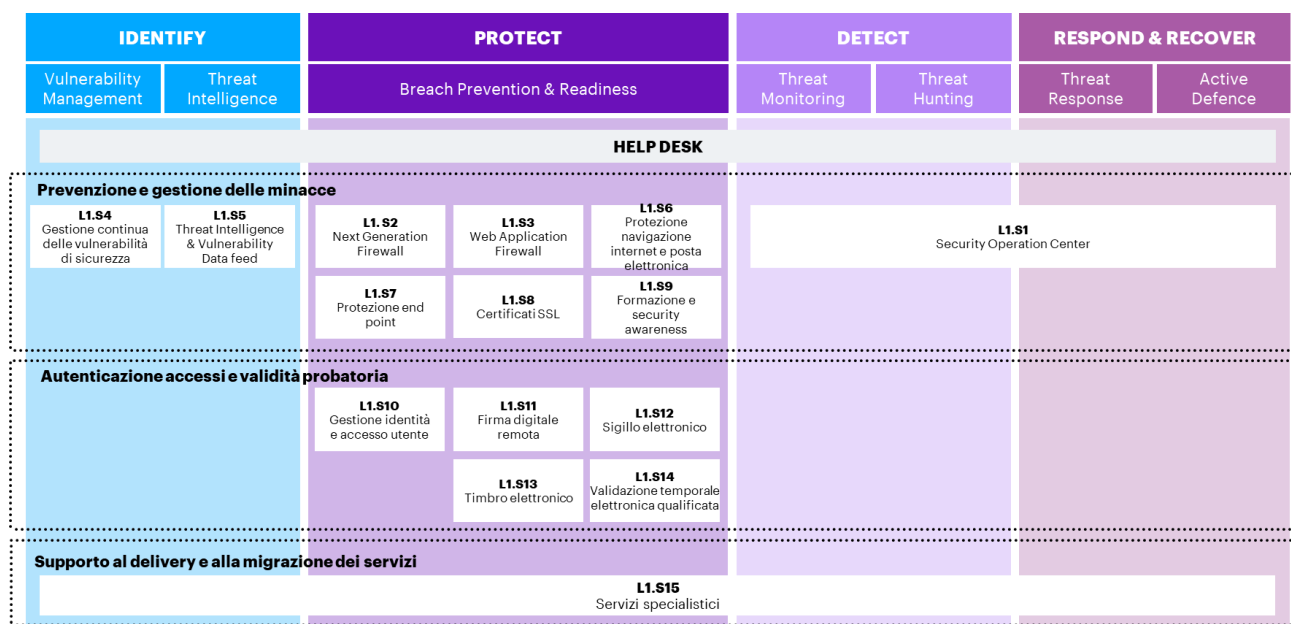 IDENTIFY
PROTECT
DETECT
RESPOND & RECOVER
Vulnerability
Management
Threat
Intelligence
Breach Prevention & Readiness
Threat
Monitoring
Threat
Hunting
Threat
Response
Active
Defence
HELP DESK
Prevenzione e gestione delle minacce
L1.S4
Gestione continua
delle vulnerabilità
di sicurezza
L1.S5
Threat Intelligence
& Vulnerability
Data feed
L1. S2
Next Generation
Firewall
L1.S3
Web Application
Firewall
L1.S6
Protezione
navigazione
internet e posta
elettronica
L1.S1
Security Operation Center
L1.S7
Protezione end
point
L1.S8
Certificati SSL
L1.S9
Formazione e
security
awareness
Autenticazione accessi e validità probatoria
L1.S10
Gestione identità
e accesso utente
L1.S11
Firma digitale
remota
L1.S12
Sigillo elettronico
L1.S13
Timbro elettronico
L1.S14
Validazione temporale
elettronica qualificata
Supporto al delivery e alla migrazione dei servizi
L1.S15
Servizi specialistici